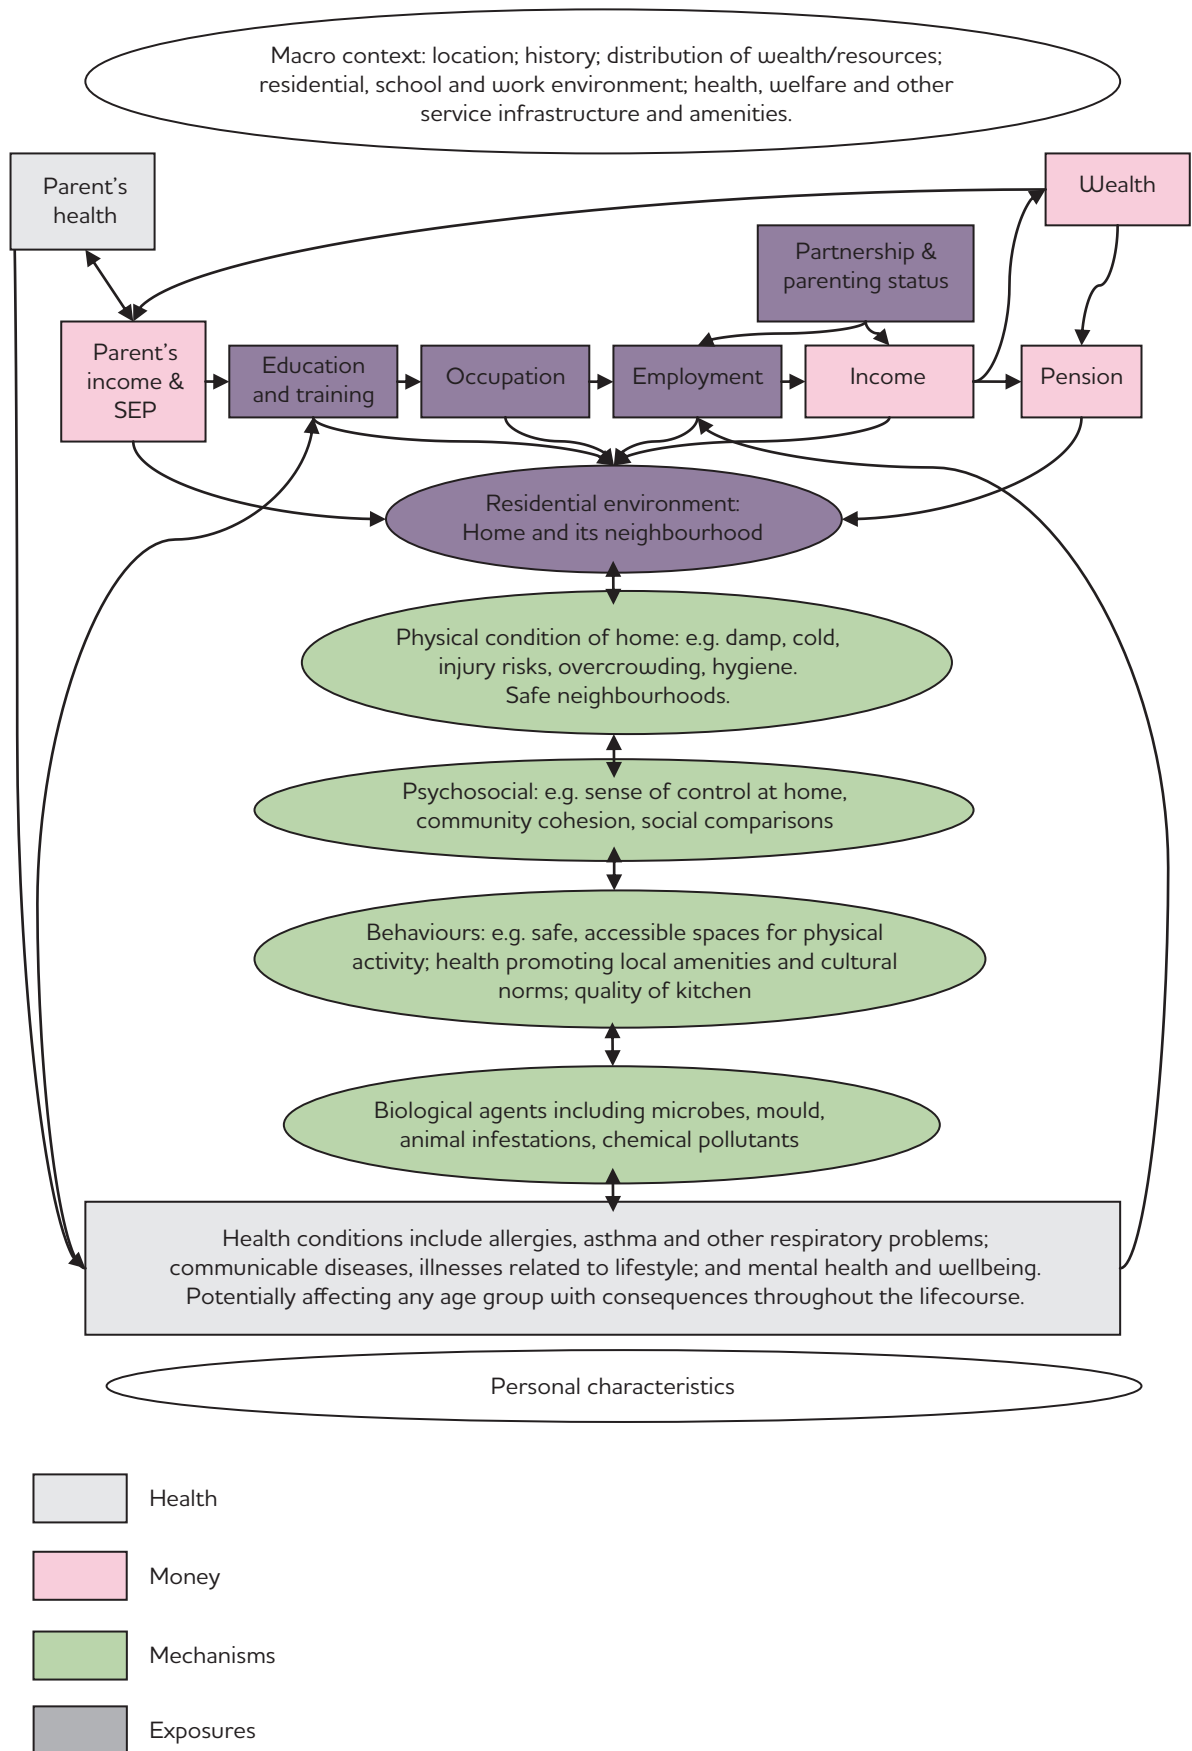 Macro context: location; history; distribution of wealth/resources;
residential, school and work environment; health, welfare and other
service infrastructure and amenities.
Parent's
health
Wealth
Partnership &
parenting status
Parent's
income &
SEP
Education
and training
Occupation
Employment
Income
Pension
Residential environment:
Home and its neighbourhood
Physical condition of home: e.g. damp, cold,
injury risks, overcrowding, hygiene.
Safe neighbourhoods.
Psychosocial: e.g. sense of control at home,
community cohesion, social comparisons
Behaviours: e.g. safe, accessible spaces for physical
activity; health promoting local amenities and cultural
norms; quality of kitchen
Biological agents including microbes, mould,
animal infestations, chemical pollutants
Health conditions include allergies, asthma and other respiratory problems;
communicable diseases, illnesses related to lifestyle; and mental health and wellbeing.
Potentially affecting any age group with consequences throughout the lifecourse.
Personal characteristics
Health
Money
Mechanisms
Exposures